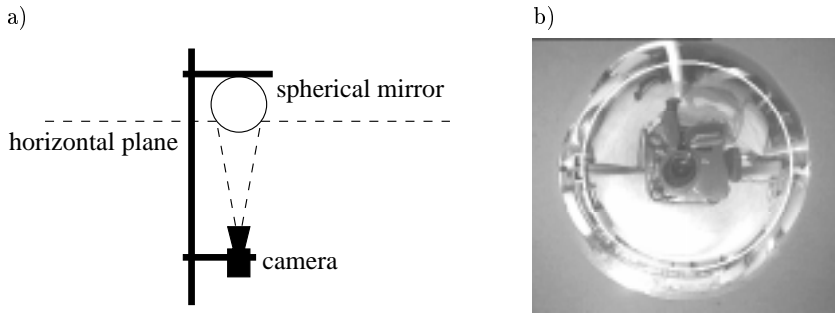 a)
b)
spherical mirror
horizontal plane
camera